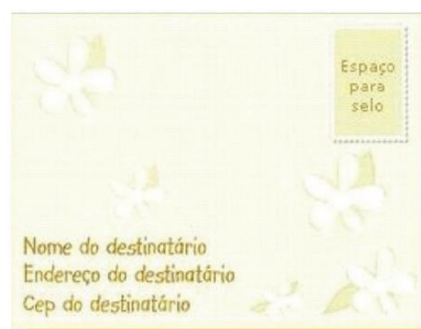 Espaço
para
selo
Nome do destinatário
Endereço do destinatário
Cep do destinatário